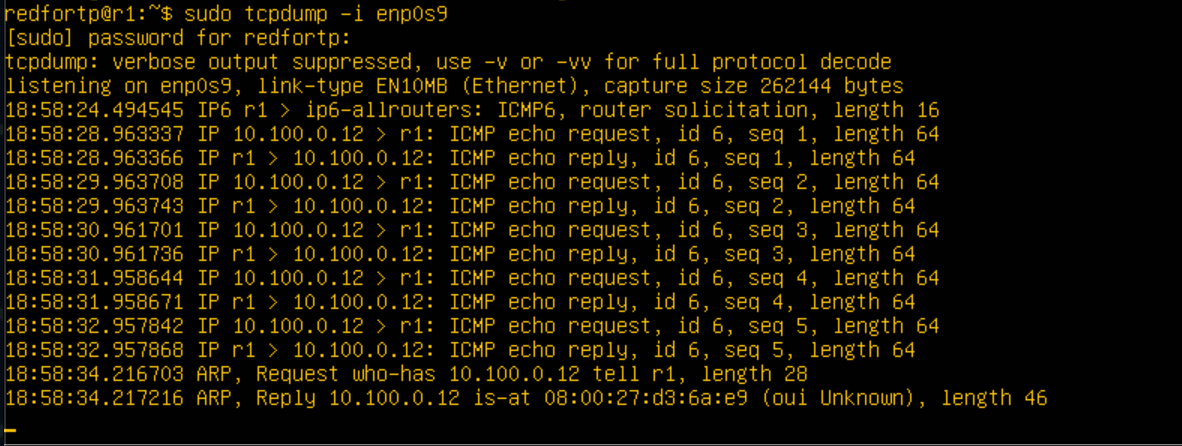 redfortp@r1:~$ sudo tcpdump -i enp0s9
[sudo] password for redfortp:
tcpdump: verbose output suppressed, use -v or -vv for full protocol decode
listening on enp0s9, link-type EN10MB (Ethernet), capture size 262144 bytes
18:58:24.494545 IP6 r1 > ip6-allrouters: ICMP6, router solicitation, length 16
18:58:28.963337 IP 10.100.0.12 > r1: ICMP echo request, id 6, seq 1, length 64
18:58:28.963366 IP r1 > 10.100.0.12: ICMP echo reply, id 6, seq 1, length 64
18:58:29.963708 IP 10.100.0.12 > r1: ICMP echo request, id 6, seq 2, length 64
18:58:29.963743 IP r1 > 10.100.0.12: ICMP echo reply, id 6, seq 2, length 64
18:58:30.961701 IP 10.100.0.12 > r1: ICMP echo request, id 6, seq 3, length 64
18:58:30.961736 IP r1 > 10.100.0.12: ICMP echo reply, id 6, seq 3, length 64
18:58:31.958644 IP 10.100.0.12 > r1: ICMP echo request, id 6, seq 4, length 64
18:58:31.958671 IP r1 > 10.100.0.12: ICMP echo reply, id 6, seq 4, length 64
18:58:32.957842 IP 10.100.0.12 > r1: ICMP echo request, id 6, seq 5, length 64
18:58:32.957868 IP r1 > 10.100.0.12: ICMP echo reply, id 6, seq 5, length 64
18:58:34.216703 ARP, Request who-has 10.100.0.12 tell r1, length 28
18:58:34.217216 ARP, Reply 10.100.0.12 is-at 08:00:27:d3:6a:e9 (oui Unknown), length 46